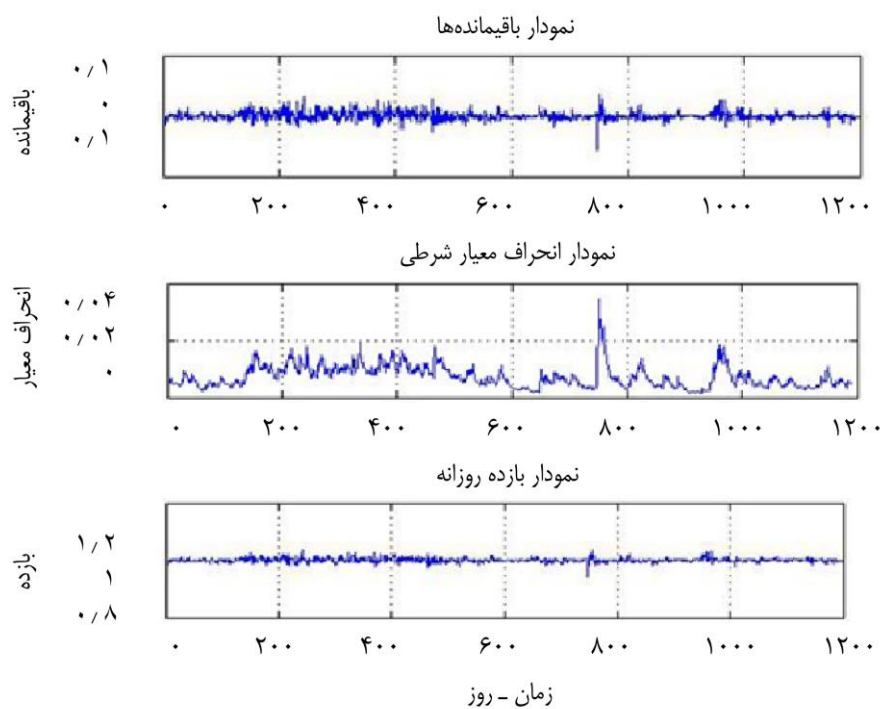 نمودار باقیمانده‌ها
باقیمانده
۰/۱
۰
۰/۱
۰ ۲۰۰ ۴۰۰ ۶۰۰ ۸۰۰ ۱۰۰۰ ۱۲۰۰
نمودار انحراف معیار شرطی
انحراف معیار
۰/۰۴
۰/۰۲
۰
۰ ۲۰۰ ۴۰۰ ۶۰۰ ۸۰۰ ۱۰۰۰ ۱۲۰۰
نمودار بازده روزانه
بازده
۱/۲
۱
۰/۸
۰ ۲۰۰ ۴۰۰ ۶۰۰ ۸۰۰ ۱۰۰۰ ۱۲۰۰
زمان ـ روز